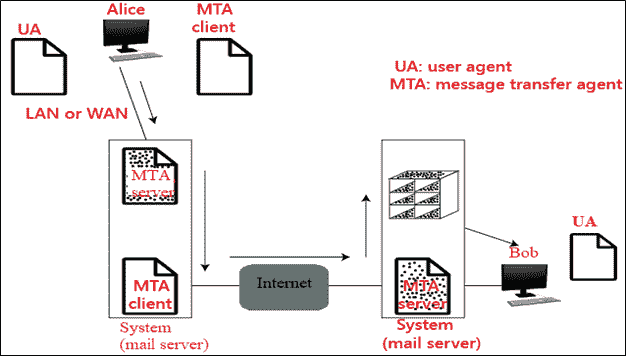 Alice
UA
MTA
client
UA: user agent
MTA: message transfer agent
LAN or WAN
MTA
server
MTA
client
System
(mail server)
Internet
MTA
server
System
(mail server)
Bob
UA